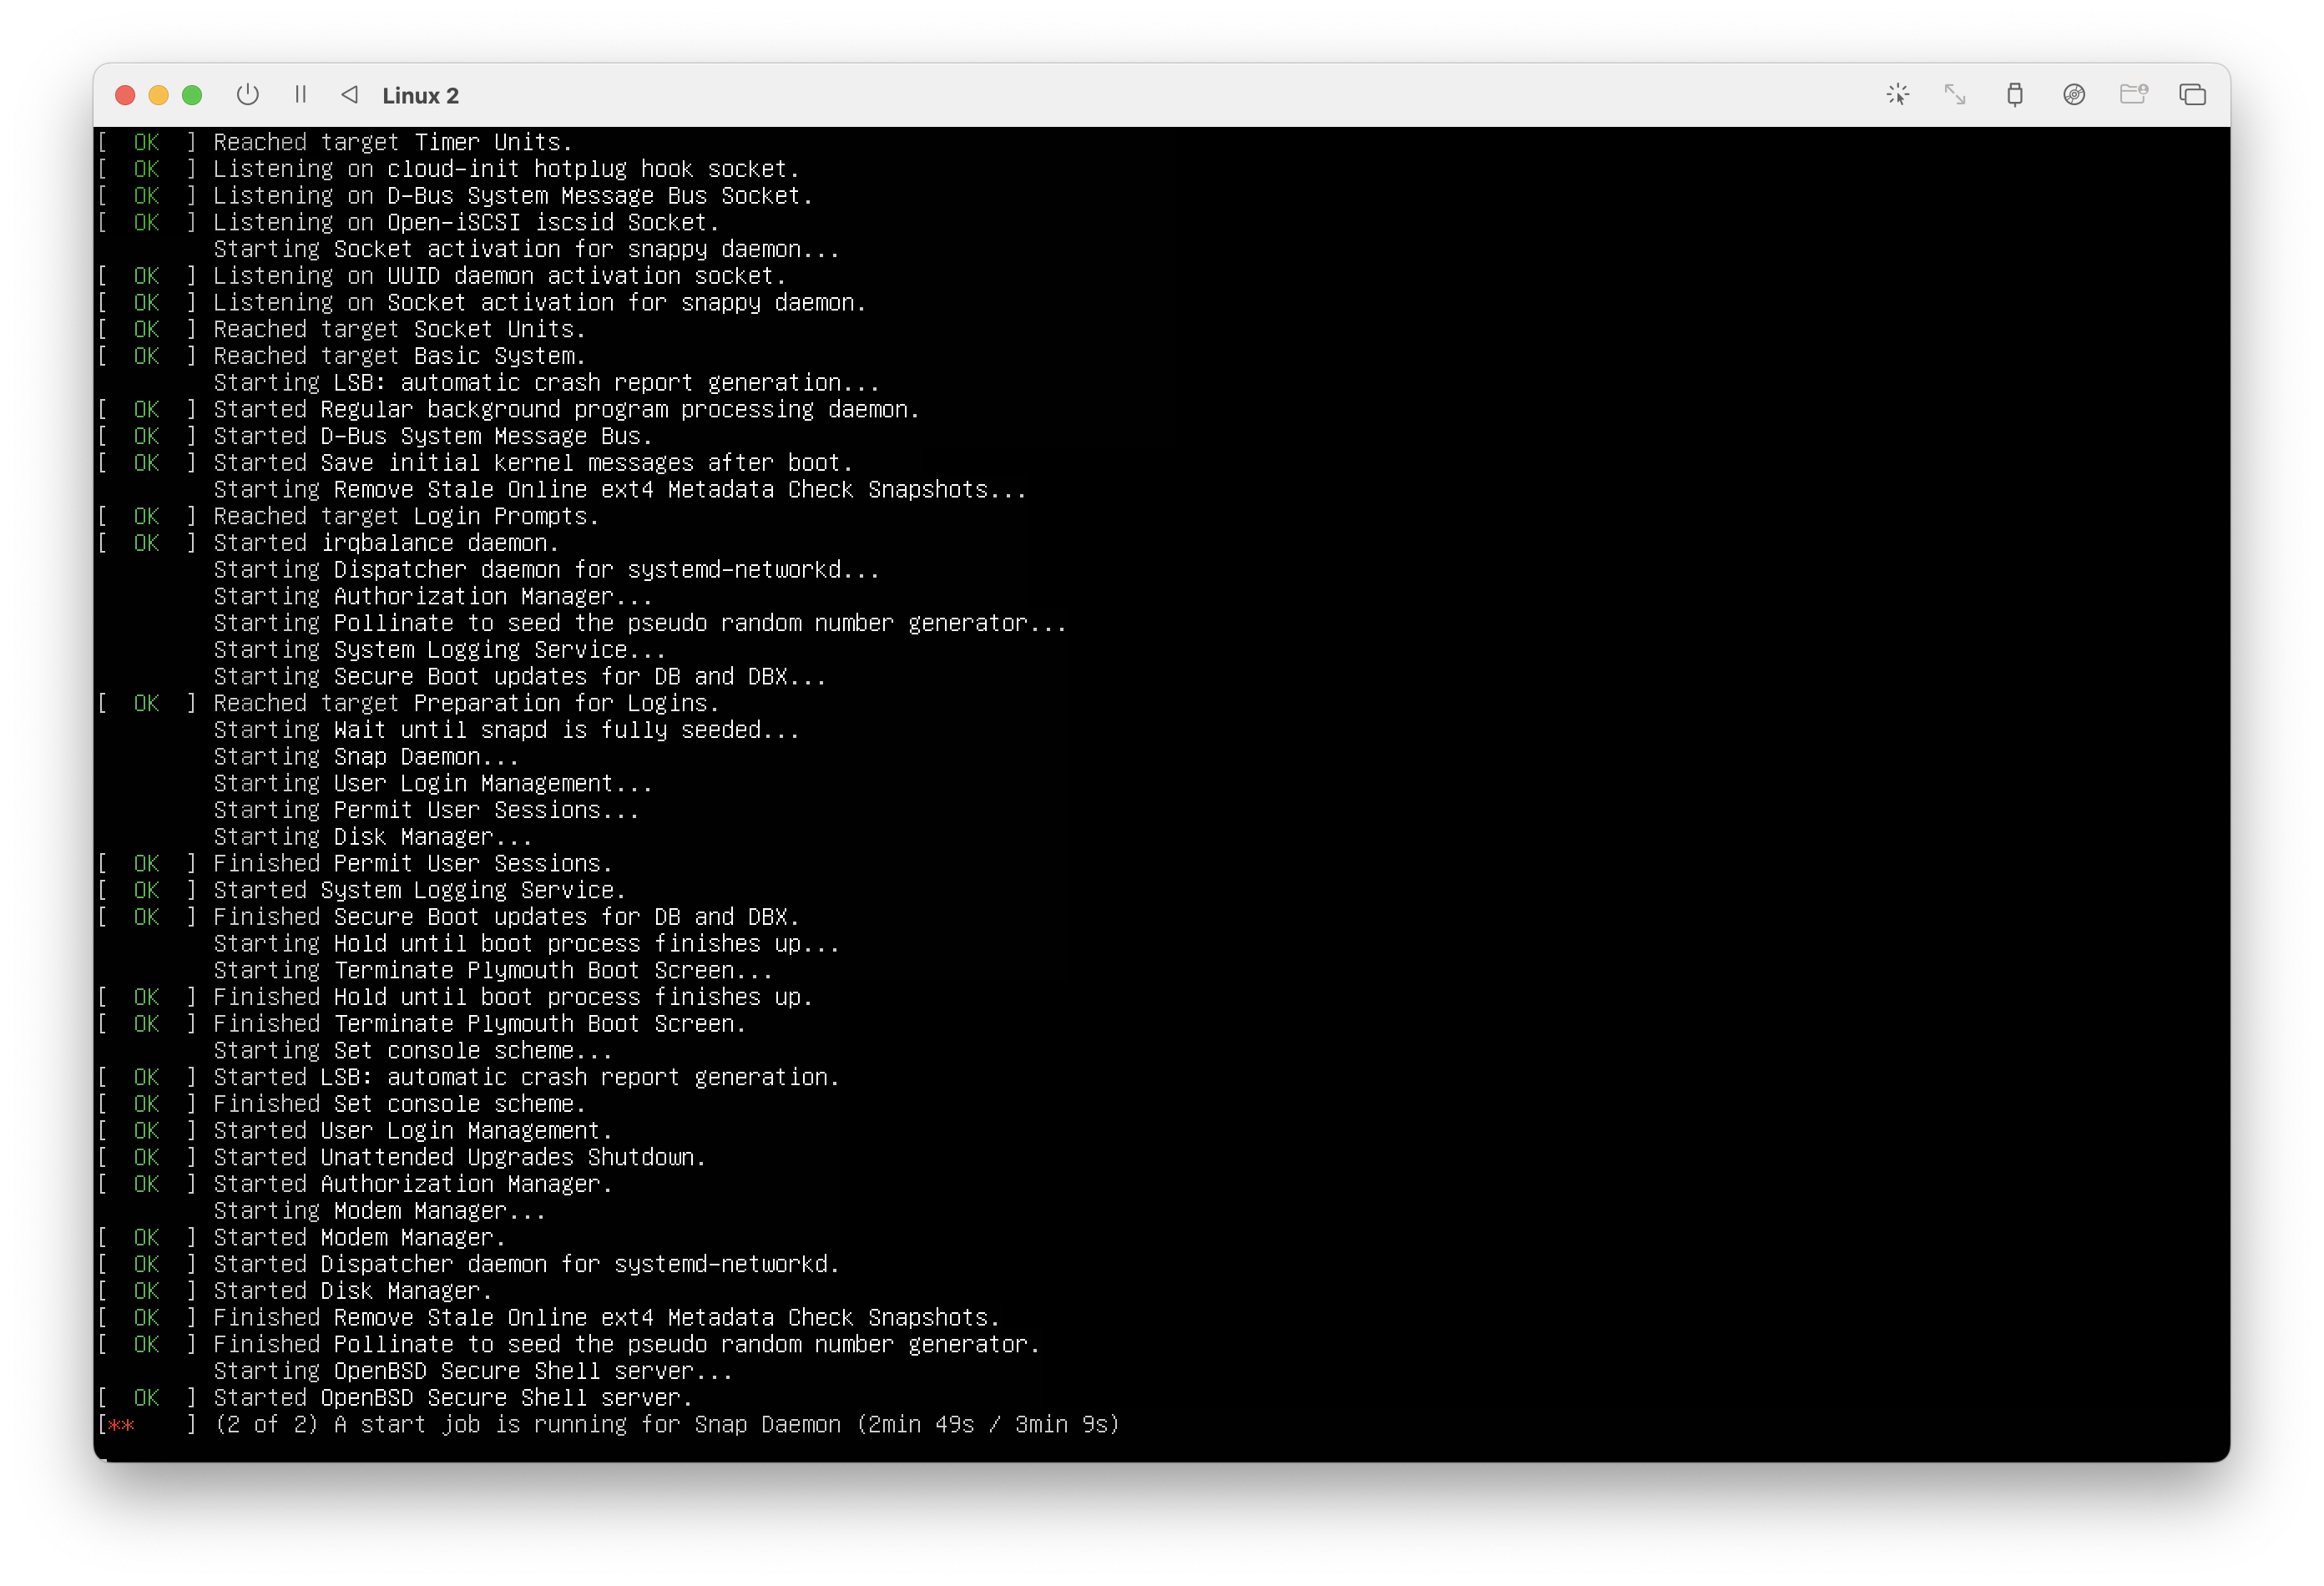 Linux 2
[  OK  ] Reached target Timer Units.
[  OK  ] Listening on cloud-init hotplug hook socket.
[  OK  ] Listening on D-Bus System Message Bus Socket.
[  OK  ] Listening on Open-iSCSI iscsid Socket.
         Starting Socket activation for snappy daemon...
[  OK  ] Listening on UUID daemon activation socket.
[  OK  ] Listening on Socket activation for snappy daemon.
[  OK  ] Reached target Socket Units.
[  OK  ] Reached target Basic System.
         Starting LSB: automatic crash report generation...
[  OK  ] Started Regular background program processing daemon.
[  OK  ] Started D-Bus System Message Bus.
[  OK  ] Started Save initial kernel messages after boot.
         Starting Remove Stale Online ext4 Metadata Check Snapshots...
[  OK  ] Reached target Login Prompts.
[  OK  ] Started irqbalance daemon.
         Starting Dispatcher daemon for systemd-networkd...
         Starting Authorization Manager...
         Starting Pollinate to seed the pseudo random number generator...
         Starting System Logging Service...
         Starting Secure Boot updates for DB and DBX...
[  OK  ] Reached target Preparation for Logins.
         Starting Wait until snapd is fully seeded...
         Starting Snap Daemon...
         Starting User Login Management...
         Starting Permit User Sessions...
         Starting Disk Manager...
[  OK  ] Finished Permit User Sessions.
[  OK  ] Started System Logging Service.
[  OK  ] Finished Secure Boot updates for DB and DBX.
         Starting Hold until boot process finishes up...
         Starting Terminate Plymouth Boot Screen...
[  OK  ] Finished Hold until boot process finishes up.
[  OK  ] Finished Terminate Plymouth Boot Screen.
         Starting Set console scheme...
[  OK  ] Started LSB: automatic crash report generation.
[  OK  ] Finished Set console scheme.
[  OK  ] Started User Login Management.
[  OK  ] Started Unattended Upgrades Shutdown.
[  OK  ] Started Authorization Manager.
         Starting Modem Manager...
[  OK  ] Started Modem Manager.
[  OK  ] Started Dispatcher daemon for systemd-networkd.
[  OK  ] Started Disk Manager.
[  OK  ] Finished Remove Stale Online ext4 Metadata Check Snapshots.
[  OK  ] Finished Pollinate to seed the pseudo random number generator.
         Starting OpenBSD Secure Shell server...
[  OK  ] Started OpenBSD Secure Shell server.
[**    ] (2 of 2) A start job is running for Snap Daemon (2min 49s / 3min 9s)